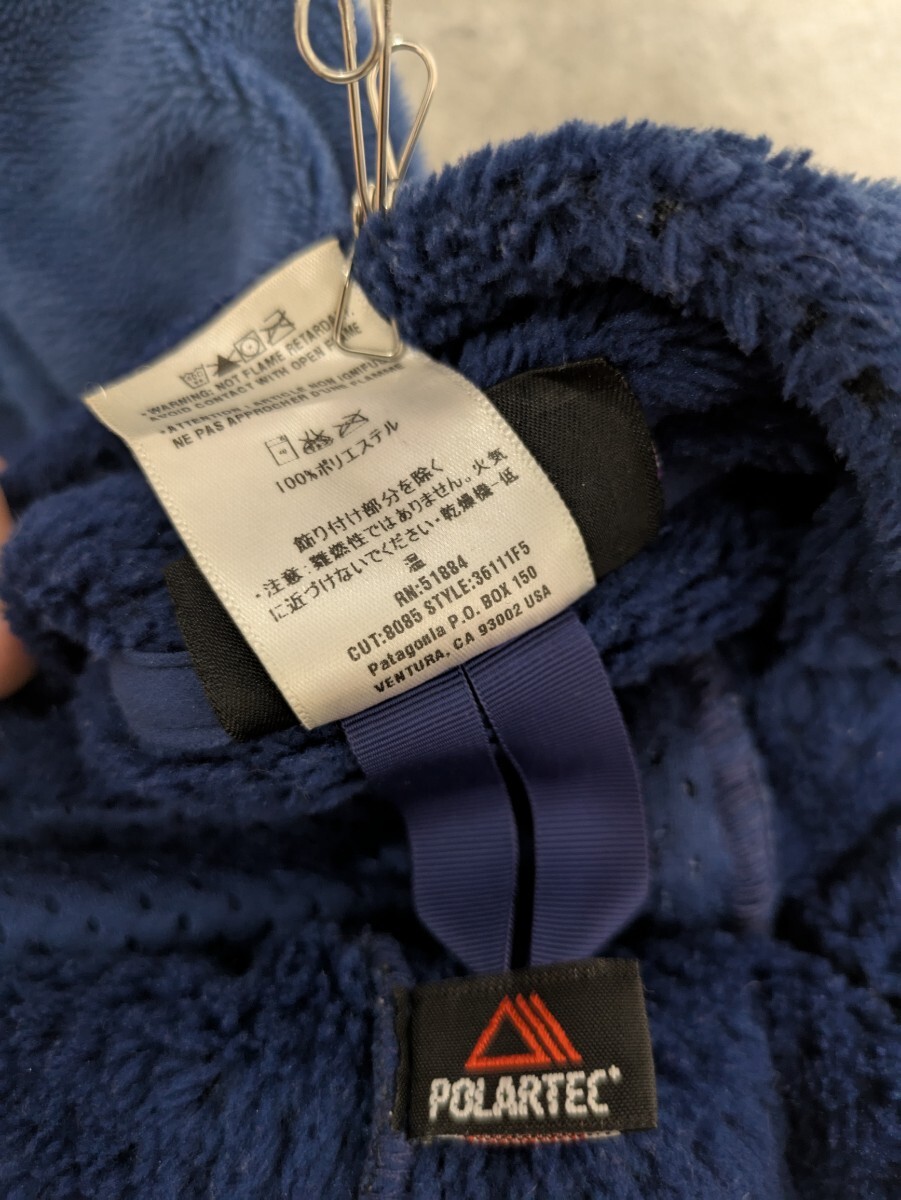 *WARNING: NOT FLAME RETARDANT
AVOID CONTACT WITH OPEN FLAME
*ATTENTION: ARTICLE NON IGNIFUGE
NE PAS APPROCHER D'UNE FLAMME
100%ポリエステル
飾り付け部分を除く
*注意:難燃性ではありません。火気
に近づけないでください・乾燥機-低
温
RN:51884
CUT:8085 STYLE:36111F5
Patagonia P.O. BOX 150
VENTURA, CA 93002 USA
POLARTEC